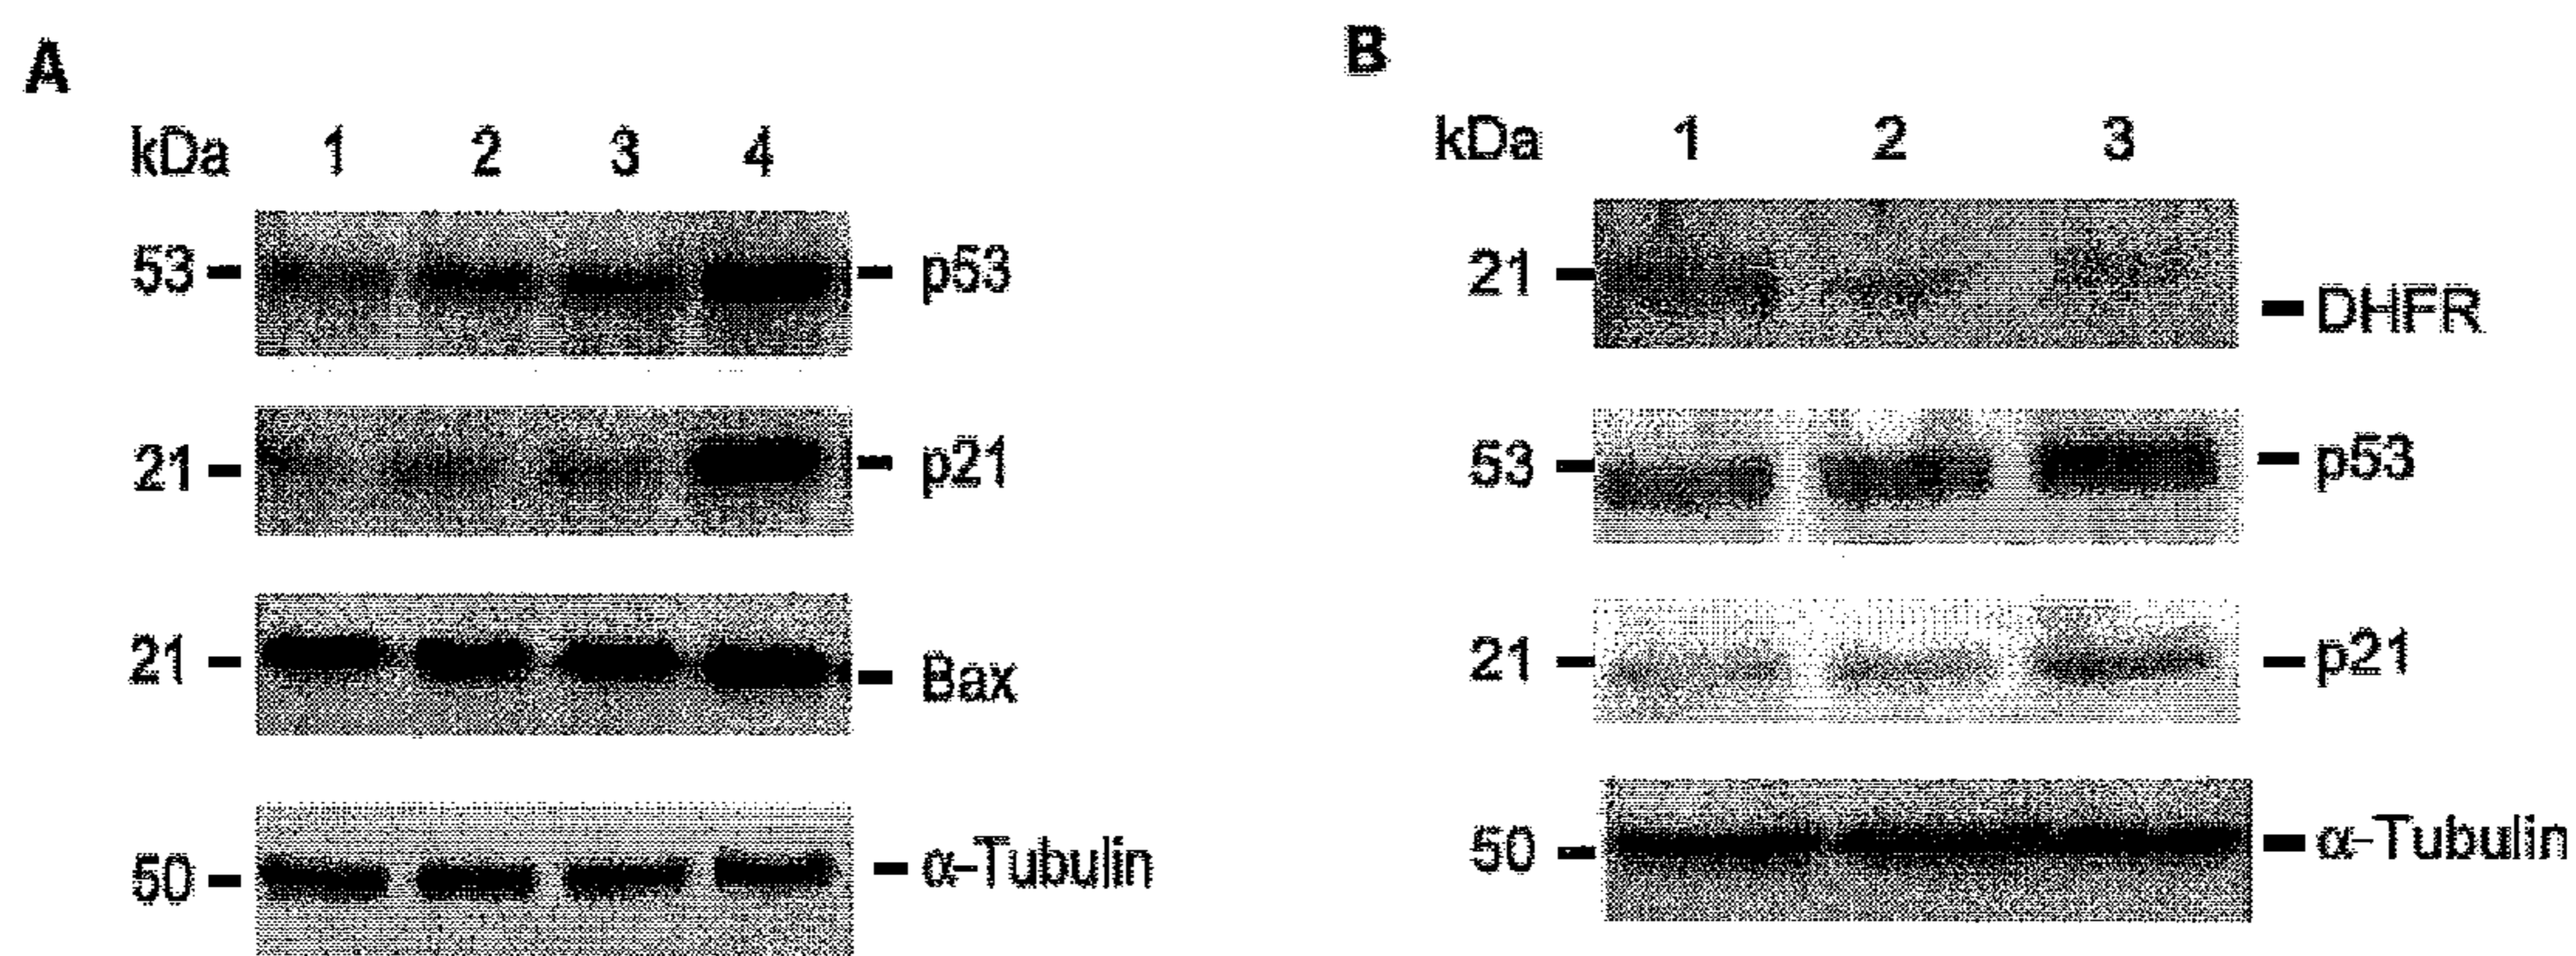 A
kDa 1 2 3 4
53 p53
21 p21
21 Bax
50 α-Tubulin
B
kDa 1 2 3
21 DHFR
53 p53
21 p21
50 α-Tubulin